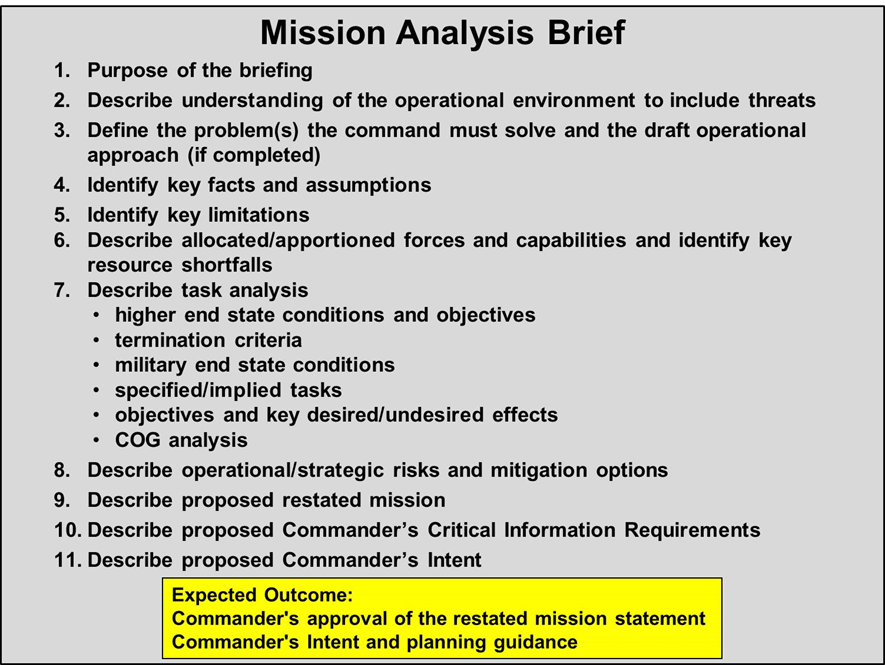 Mission Analysis Brief
1. Purpose of the briefing
2. Describe understanding of the operational environment to include threats
3. Define the problem(s) the command must solve and the draft operational
approach (if completed)
4. Identify key facts and assumptions
5. Identify key limitations
6. Describe allocated/apportioned forces and capabilities and identify key
resource shortfalls
7. Describe task analysis
• higher end state conditions and objectives
• termination criteria
• military end state conditions
• specified/implied tasks
• objectives and key desired/undesired effects
• COG analysis
8. Describe operational/strategic risks and mitigation options
9. Describe proposed restated mission
10. Describe proposed Commander’s Critical Information Requirements
11. Describe proposed Commander’s Intent
Expected Outcome:
Commander's approval of the restated mission statement
Commander's Intent and planning guidance